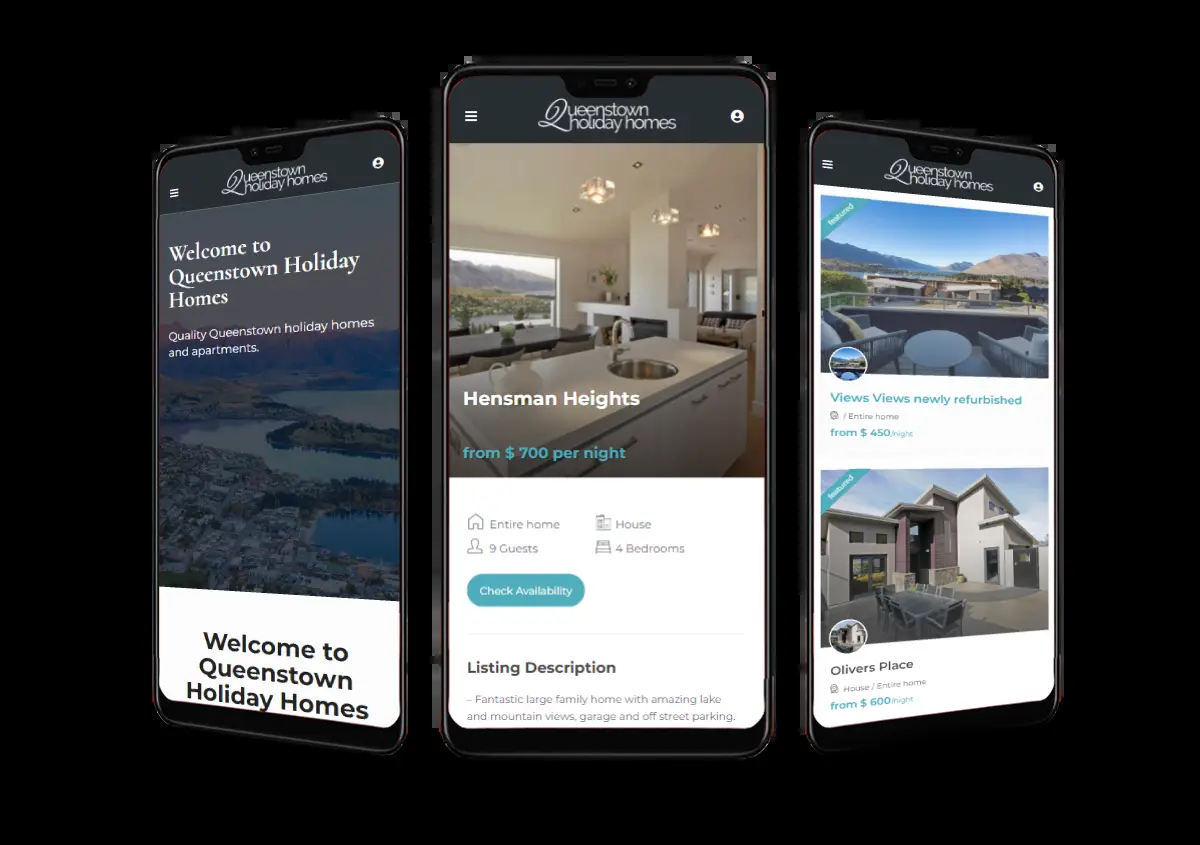 Queenstown
holiday homes
Welcome to
Queenstown Holiday
Homes
Quality Queenstown holiday homes
and apartments.
Welcome to
Queenstown
Holiday Homes
Queenstown
holiday homes
Hensman Heights
from $ 700 per night
Entire home
House
9 Guests
4 Bedrooms
Check Availability
Listing Description
– Fantastic large family home with amazing lake
and mountain views, garage and off street parking.
Queenstown
holiday homes
featured
Views Views newly refurbished
/ Entire home
from $ 450/night
featured
Olivers Place
House / Entire home
from $ 600/night